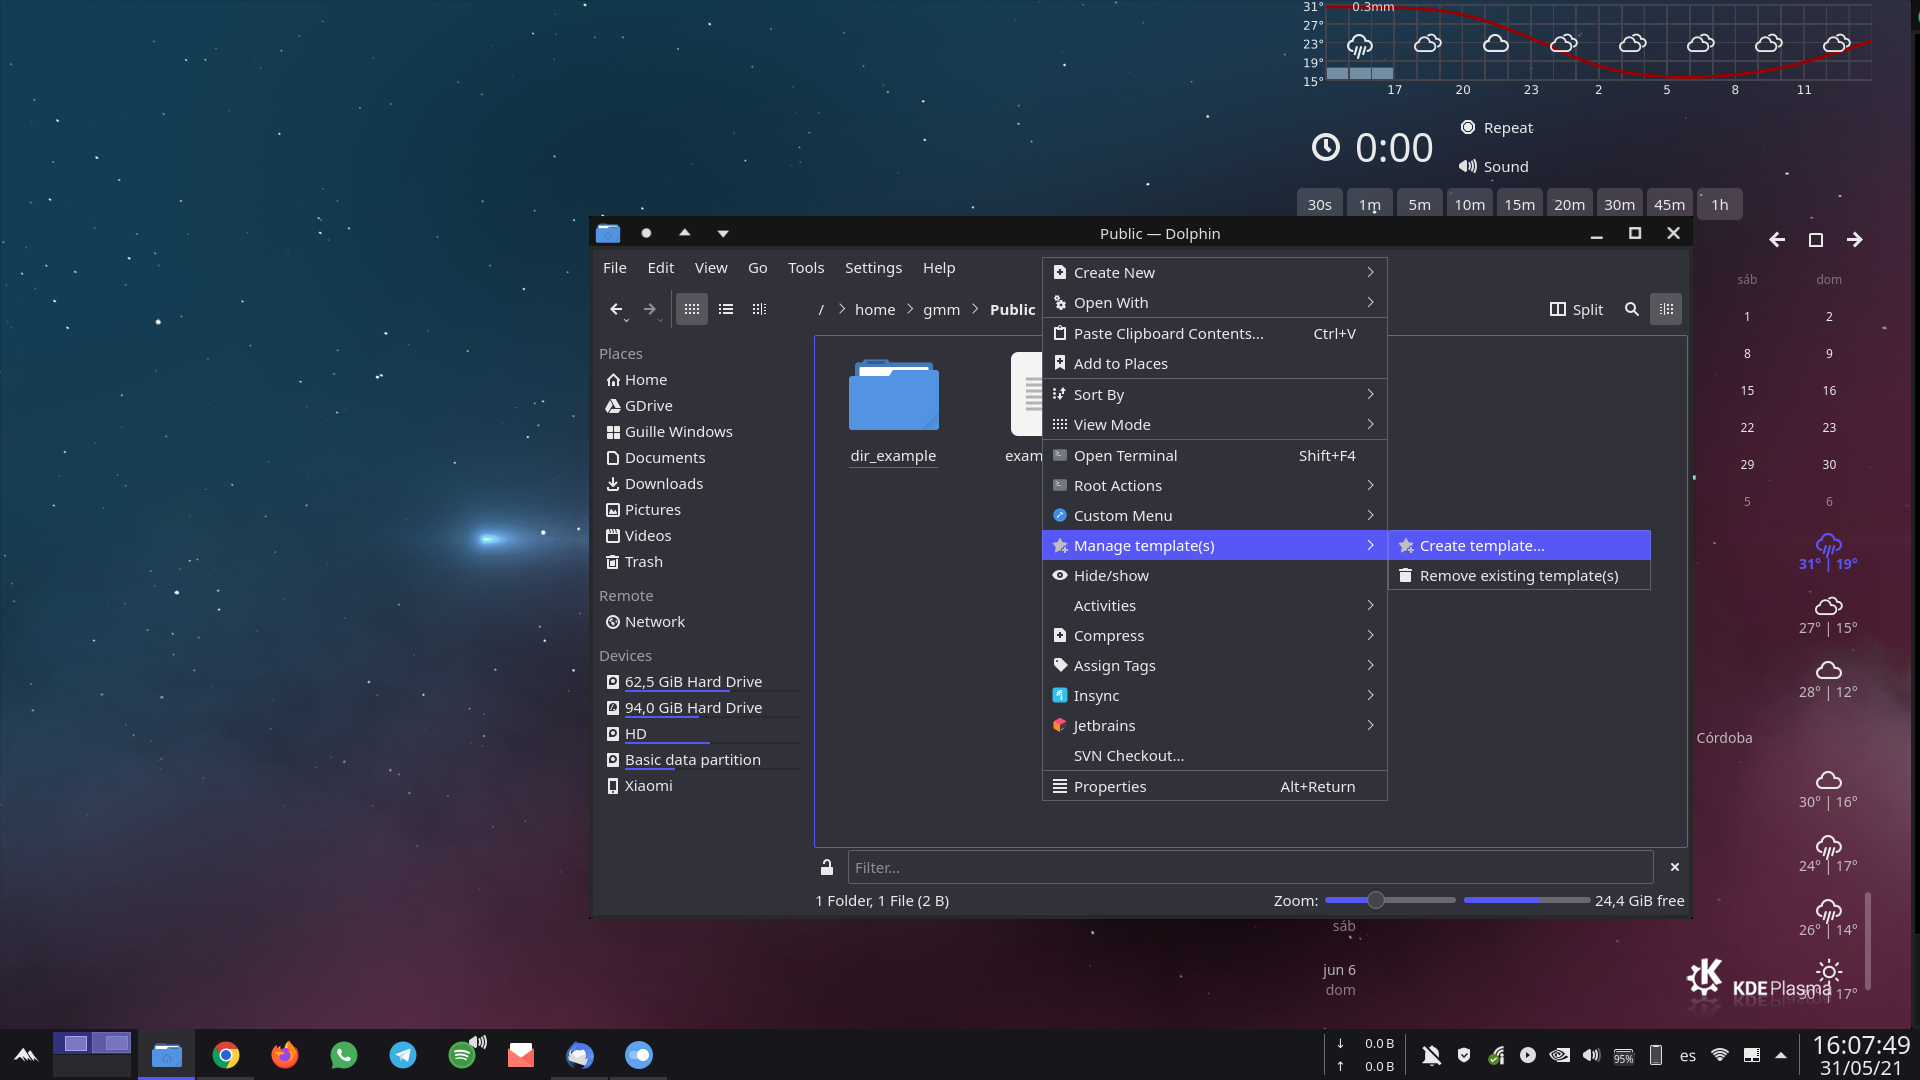 31° 0.3mm
27°
23°
19°
15°
17 20 23 2 5 8 11
0:00
Repeat
Sound
30s 1m 5m 10m 15m 20m 30m 45m 1h
Public — Dolphin
File Edit View Go Tools Settings Help
/ home gmm Public
Split
Places
Home
GDrive
Guille Windows
Documents
Downloads
Pictures
Videos
Trash
Remote
Network
Devices
62,5 GiB Hard Drive
94,0 GiB Hard Drive
HD
Basic data partition
Xiaomi
dir_example
exam
Create New
Open With
Paste Clipboard Contents... Ctrl+V
Add to Places
Sort By
View Mode
Open Terminal Shift+F4
Root Actions
Custom Menu
Manage template(s)
Hide/show
Activities
Compress
Assign Tags
Insync
Jetbrains
SVN Checkout...
Properties Alt+Return
Create template...
Remove existing template(s)
Filter...
1 Folder, 1 File (2 B)
Zoom:
24,4 GiB free
sáb dom
1 2
8 9
15 16
22 23
29 30
5 6
31° | 19°
27° | 15°
28° | 12°
Córdoba
30° | 16°
24° | 17°
26° | 14°
30° | 17°
sáb
jun 6
dom
KDE Plasma
0.0 B
0.0 B
95%
es
16:07:49
31/05/21